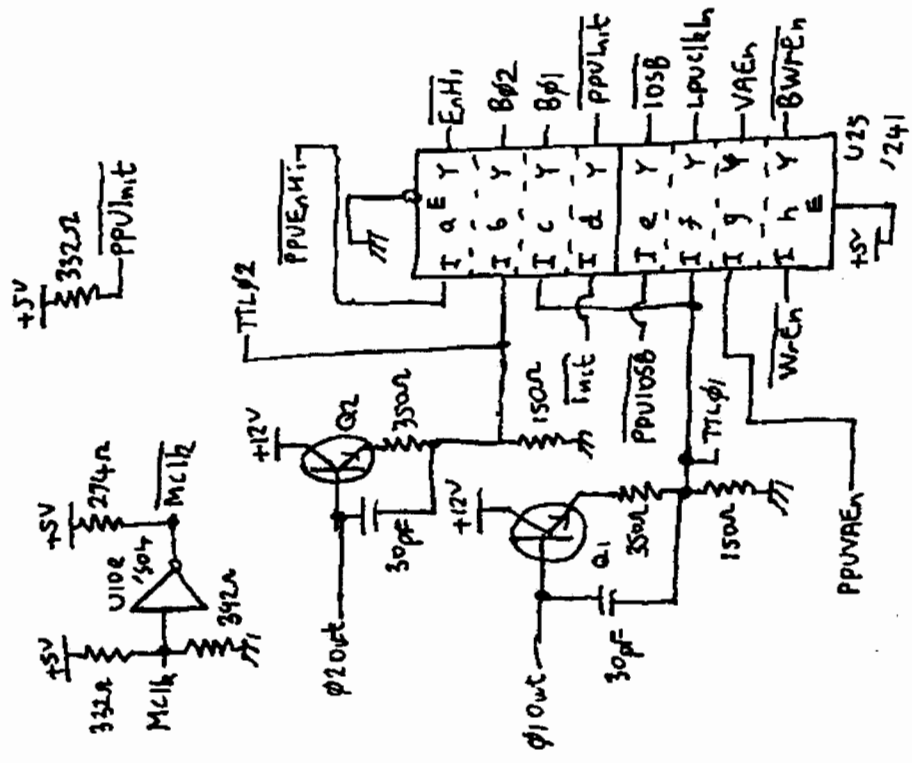 +5V
332Ω
PPUInit
+5V
332Ω
MClk
342Ω
U10e
'S04
+5V
274Ω
MClk
TTLφ2
PPUEnHi
φ2Out
30pF
+12V
Q2
350Ω
150Ω
Init
φ1Out
30pF
+12V
Q1
350Ω
150Ω
TTLφ1
PPUIOSB
PPUVAEn
WrEn
+5V
E
I a Y
I b Y
I c Y
I d Y
I e Y
I f Y
I g Y
I h Y
E
EnHi
Bφ2
Bφ1
PPUInit
IOSB
LPUClkIn
VAEn
BWrEn
U25
'241